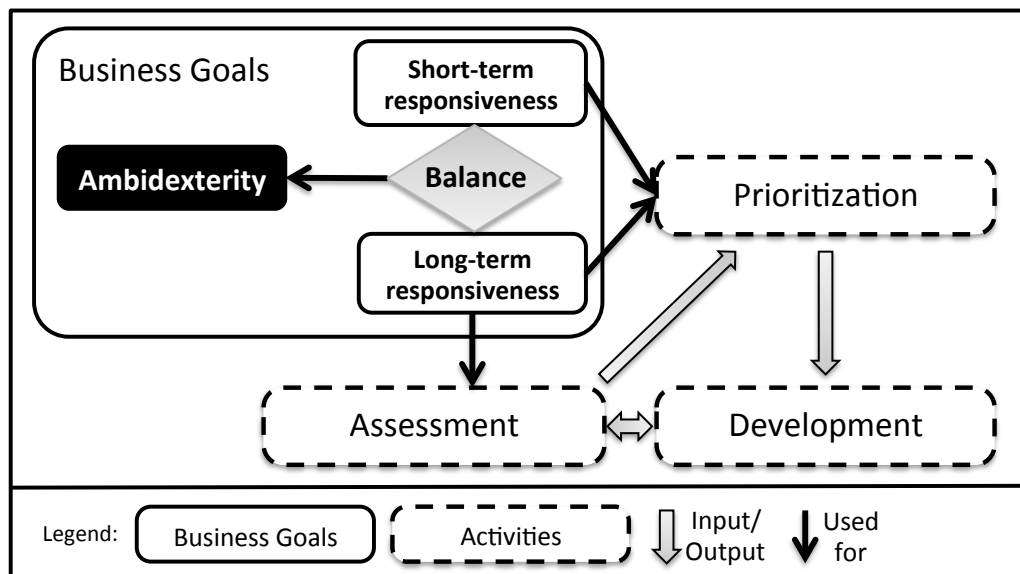 Business Goals
Short-term
responsiveness
Ambidexterity
Balance
Long-term
responsiveness
Prioritization
Assessment
Development
Legend:
Business Goals
Activities
Input/
Output
Used
for